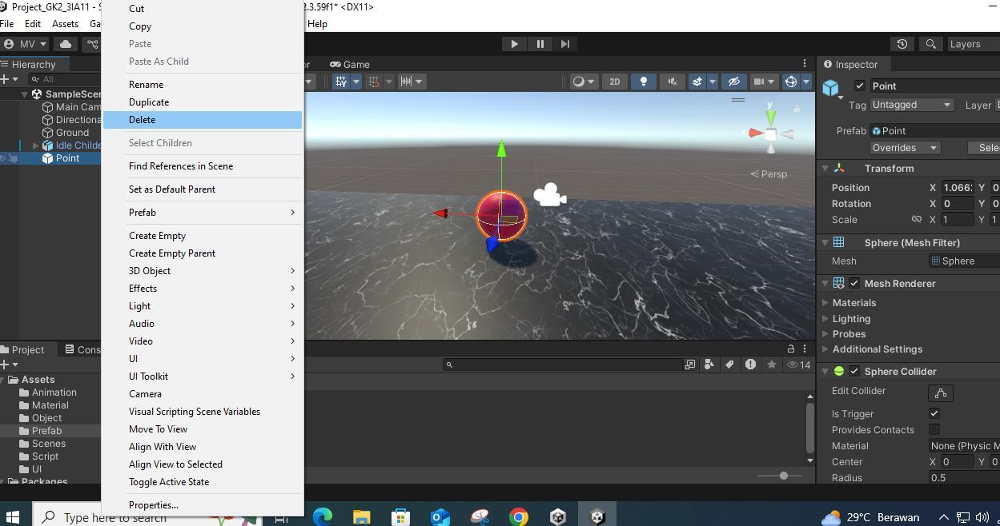 Project_GK2_3IA11 - S
2.3.59f1* <DX11>
File Edit Assets Ga
Help
MV
Layers
Hierarchy
All
SampleScen
Main Cam
Directiona
Ground
Idle Childe
Point
Cut
Copy
Paste
Paste As Child
Rename
Duplicate
Delete
Select Children
Find References in Scene
Set as Default Parent
Prefab
Create Empty
Create Empty Parent
3D Object
Effects
Light
Audio
Video
UI
UI Toolkit
Camera
Visual Scripting Scene Variables
Move To View
Align With View
Align View to Selected
Toggle Active State
Properties...
Game
2D
y
Persp
14
Inspector
Point
Tag Untagged Layer
Prefab Point
Overrides Selec
Transform
Position X 1.066 Y 0
Rotation X 0 Y 0
Scale X 1 Y 1
Sphere (Mesh Filter)
Mesh Sphere
Mesh Renderer
Materials
Lighting
Probes
Additional Settings
Sphere Collider
Edit Collider
Is Trigger
Provides Contacts
Material None (Physic M
Center X 0 Y 0
Radius 0.5
Project Cons
Assets
Animation
Material
Object
Prefab
Scenes
Script
UI
Packages
Type here to search
29°C Berawan